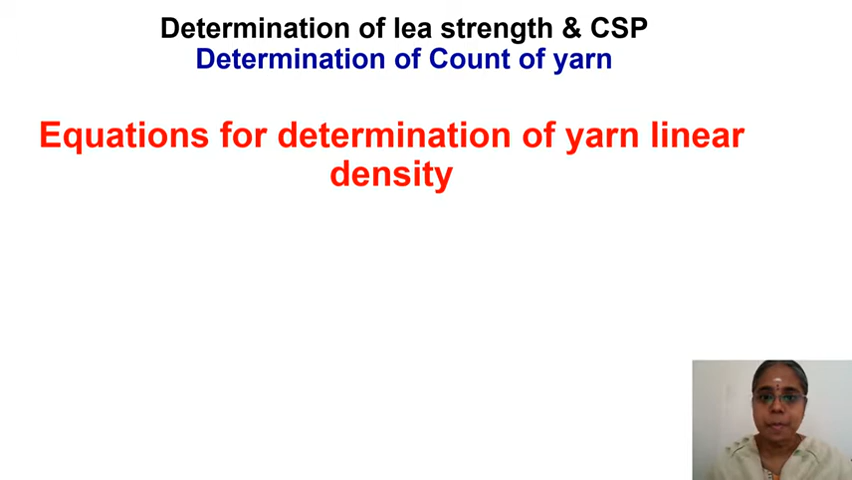 Determination of lea strength & CSP
Determination of Count of yarn
Equations for determination of yarn linear
density